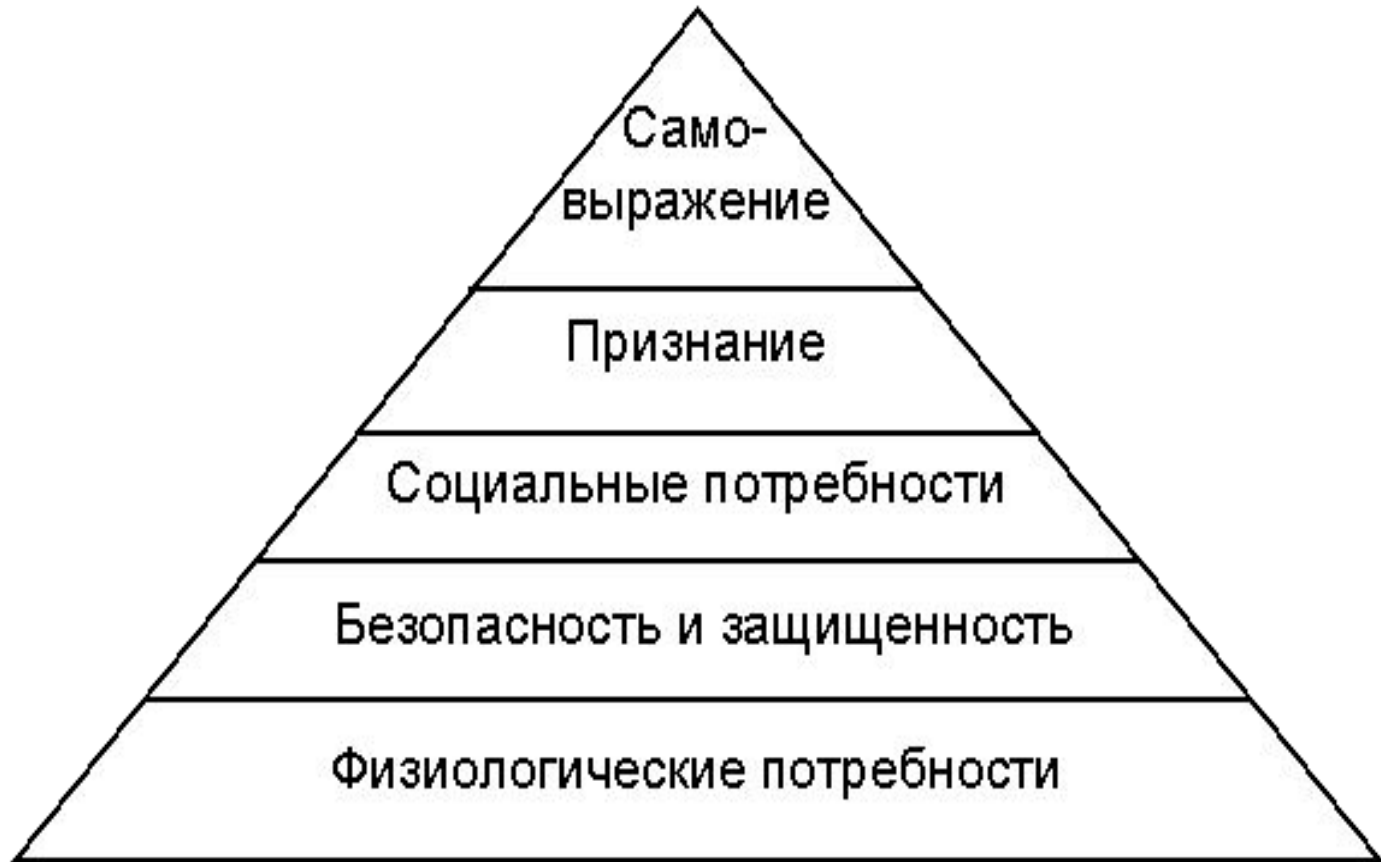 Само-
выражение
Признание
Социальные потребности
Безопасность и защищенность
Физиологические потребности